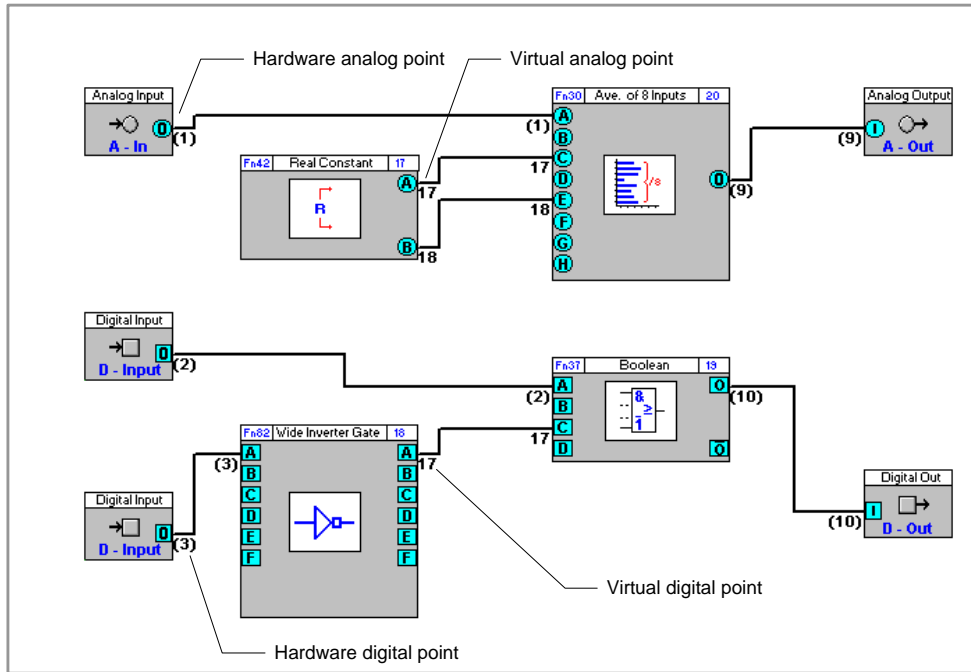 Hardware analog point
Virtual analog point
Analog Input
O
A - In
(1)
Fn42 Real Constant 17
R
A
17
B
18
Fn30 Ave. of 8 Inputs 20
(1)
A
B
17
C
D
18
E
F
G
H
/8
O
(9)
Analog Output
(9)
I
A - Out
Digital Input
O
D - Input
(2)
Fn37 Boolean 19
(2)
A
B
17
C
D
&
≥
1
O
(10)
O
Fn82 Wide Inverter Gate 18
(3)
A A
17
B B
C C
D D
E E
F F
Digital Input
O
D - Input
(3)
Digital Out
(10)
I
D - Out
Virtual digital point
Hardware digital point